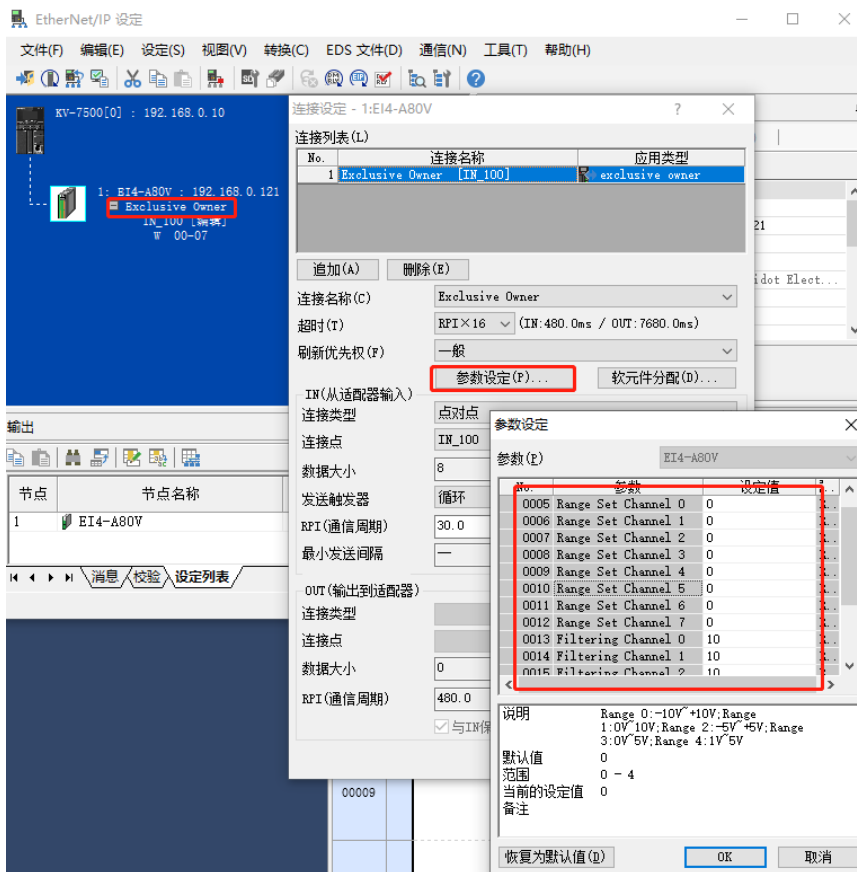 EtherNet/IP 设定
文件(F) 编辑(E) 设定(S) 视图(V) 转换(C) EDS 文件(D) 通信(N) 工具(T) 帮助(H)
KV-7500[0] : 192.168.0.10
1: EI4-A80V : 192.168.0.121
Exclusive Owner
IN_100 [编辑]
W 00-07
连接设定 - 1:EI4-A80V
连接列表(L)
No. 连接名称 应用类型
1 Exclusive Owner [IN_100] exclusive owner
追加(A) 删除(E)
连接名称(C) Exclusive Owner
超时(T) RPI×16 (IN:480.0ms / OUT:7680.0ms)
刷新优先权(F) 一般
参数设定(P)... 软元件分配(D)...
IN(从适配器输入)
连接类型 点对点
连接点 IN_100
数据大小 8
发送触发器 循环
RPI(通信周期) 30.0
最小发送间隔 —
OUT(输出到适配器)
连接类型
连接点
数据大小 0
RPI(通信周期) 480.0
与IN保
21
idot Elect...
输出
节点 节点名称
1 EI4-A80V
消息 校验 设定列表
00009
参数设定
参数(P) EI4-A80V
No. 参数 设定值
0005 Range Set Channel 0 0
0006 Range Set Channel 1 0
0007 Range Set Channel 2 0
0008 Range Set Channel 3 0
0009 Range Set Channel 4 0
0010 Range Set Channel 5 0
0011 Range Set Channel 6 0
0012 Range Set Channel 7 0
0013 Filtering Channel 0 10
0014 Filtering Channel 1 10
0015 Filtering Channel 2 10
说明 Range 0:-10V~+10V;Range
1:0V~10V;Range 2:-5V~+5V;Range
3:0V~5V;Range 4:1V~5V
默认值 0
范围 0 - 4
当前的设定值 0
备注
恢复为默认值(D) OK 取消